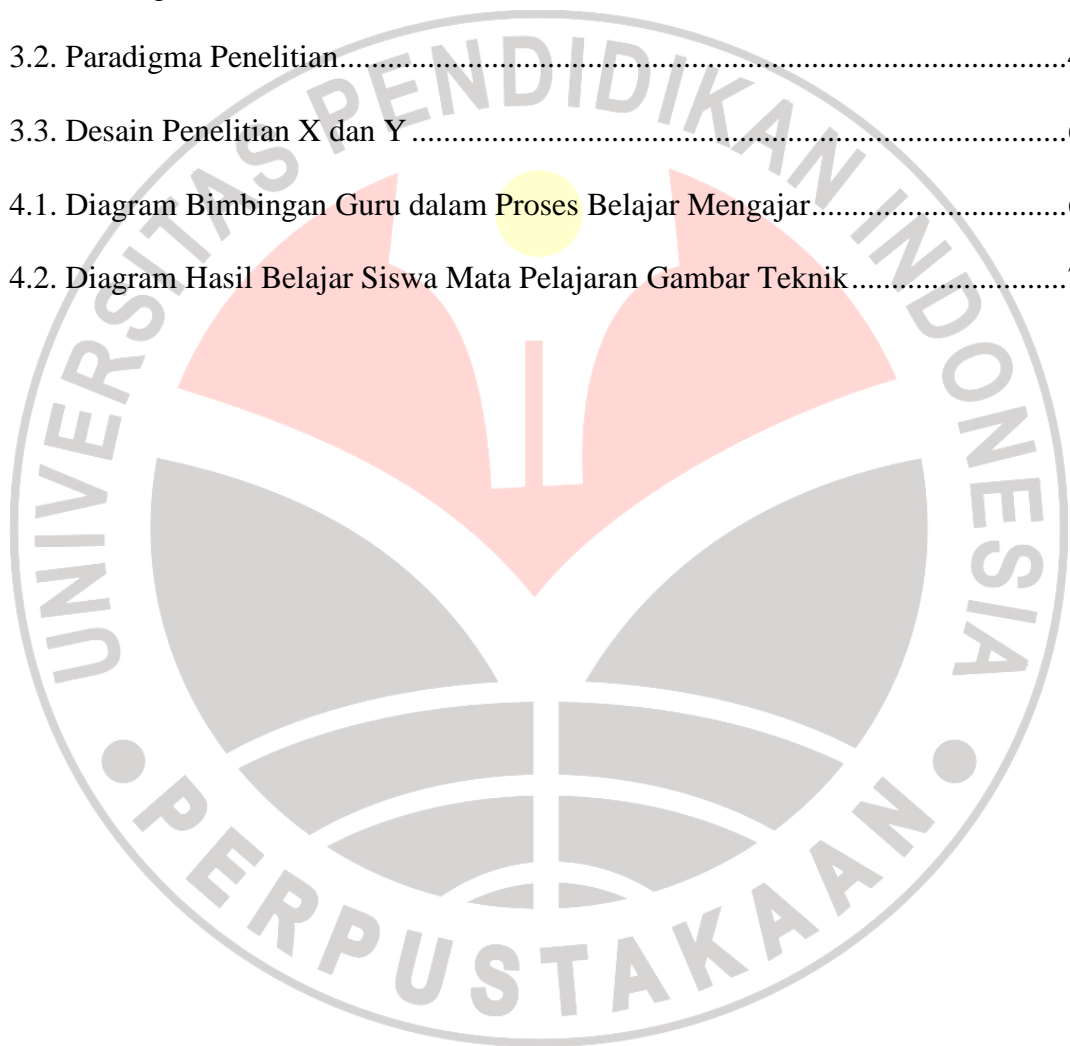 3.2. Paradigma Penelitian
3.3. Desain Penelitian X dan Y
4.1. Diagram Bimbingan Guru dalam Proses Belajar Mengajar
4.2. Diagram Hasil Belajar Siswa Mata Pelajaran Gambar Teknik
UNIVERSITAS PENDIDIKAN INDONESIA
PERPUSTAKAAN